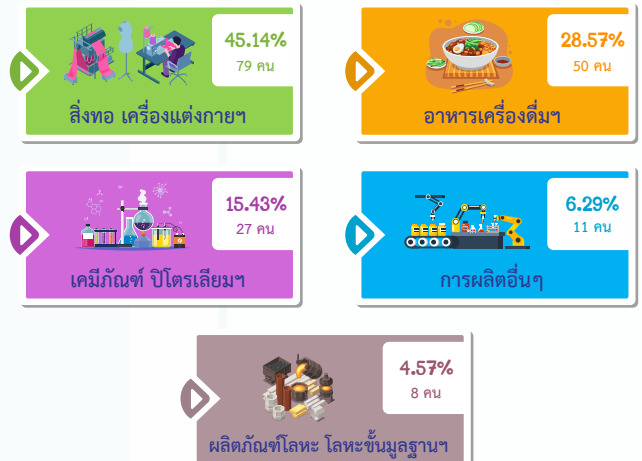 45.14%
79 คน
สิ่งทอ เครื่องแต่งกายฯ
28.57%
50 คน
อาหารเครื่องดื่มฯ
15.43%
27 คน
เคมีภัณฑ์ ปิโตรเลียมฯ
6.29%
11 คน
การผลิตอื่นๆ
4.57%
8 คน
ผลิตภัณฑ์โลหะ โลหะขั้นมูลฐานฯ